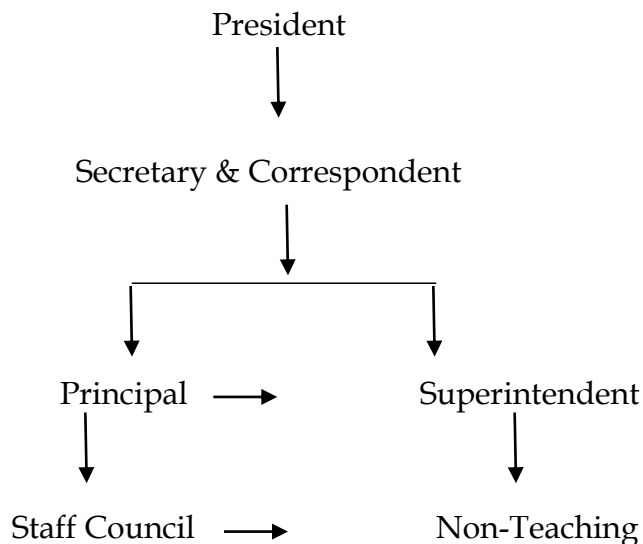 President
Secretary & Correspondent
Principal
Superintendent
Staff Council
Non-Teaching